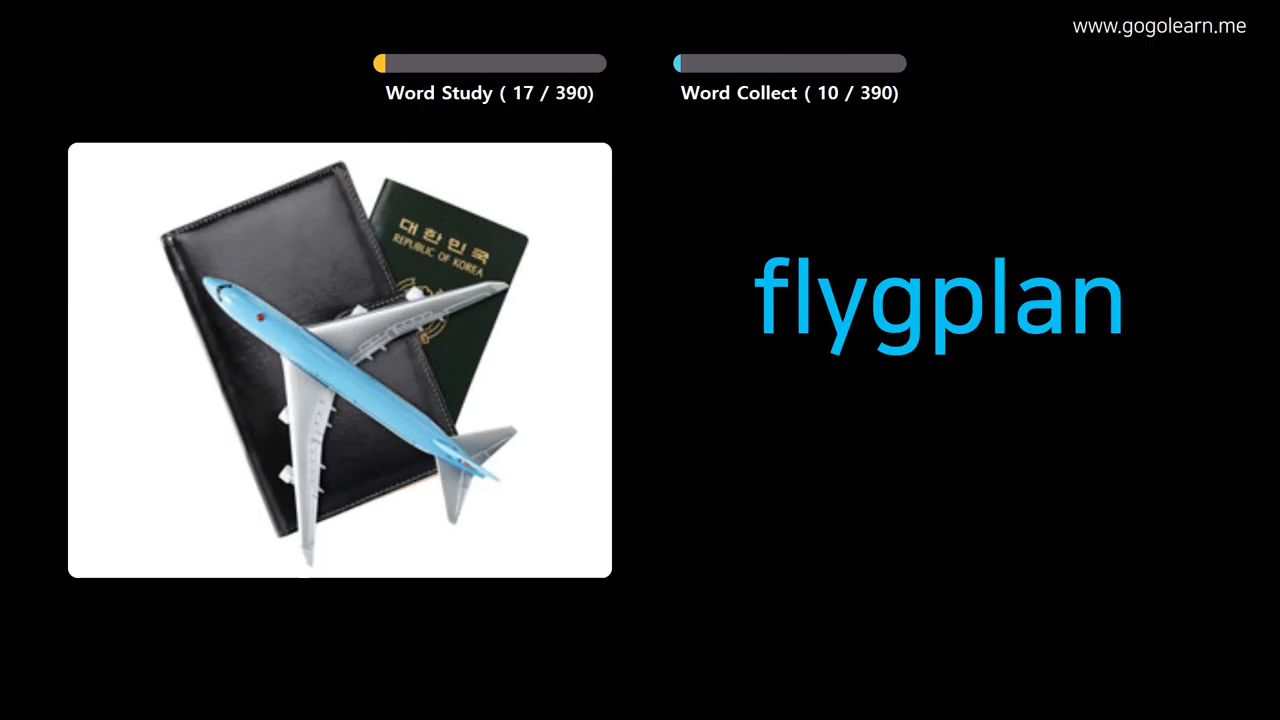 www.gogolearn.me
Word Study ( 17 / 390)
Word Collect ( 10 / 390)
대한민국
REPUBLIC OF KOREA
flygplan